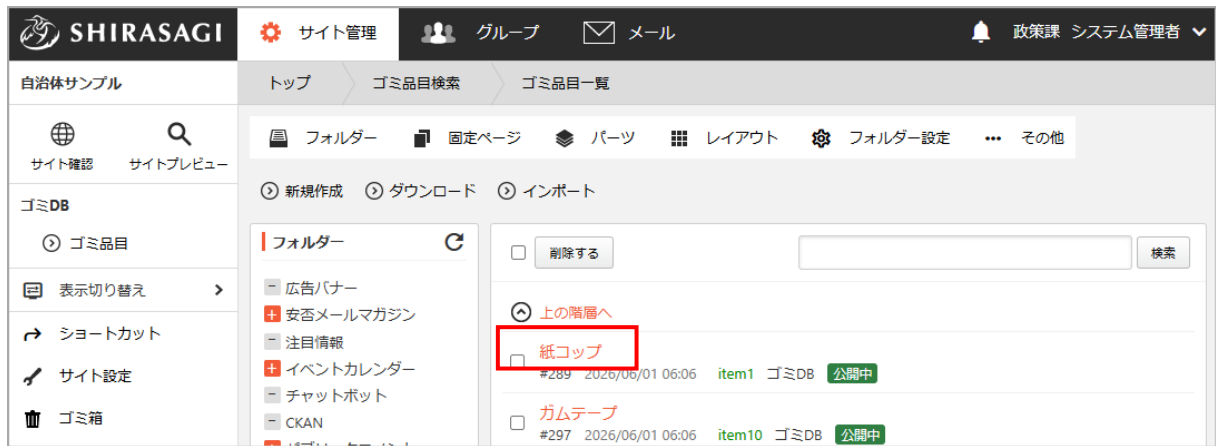 SHIRASAGI
サイト管理
グループ
メール
政策課 システム管理者
自治体サンプル
トップ
ゴミ品目検索
ゴミ品目一覧
サイト確認
サイトプレビュー
フォルダー
固定ページ
パーツ
レイアウト
フォルダー設定
その他
新規作成
ダウンロード
インポート
ゴミDB
ゴミ品目
表示切り替え
ショートカット
サイト設定
ゴミ箱
フォルダー
広告バナー
安否メールマガジン
注目情報
イベントカレンダー
チャットボット
CKAN
削除する
検索
上の階層へ
紙コップ
#289 2026/06/01 06:06 item1 ゴミDB 公開中
ガムテープ
#297 2026/06/01 06:06 item10 ゴミDB 公開中